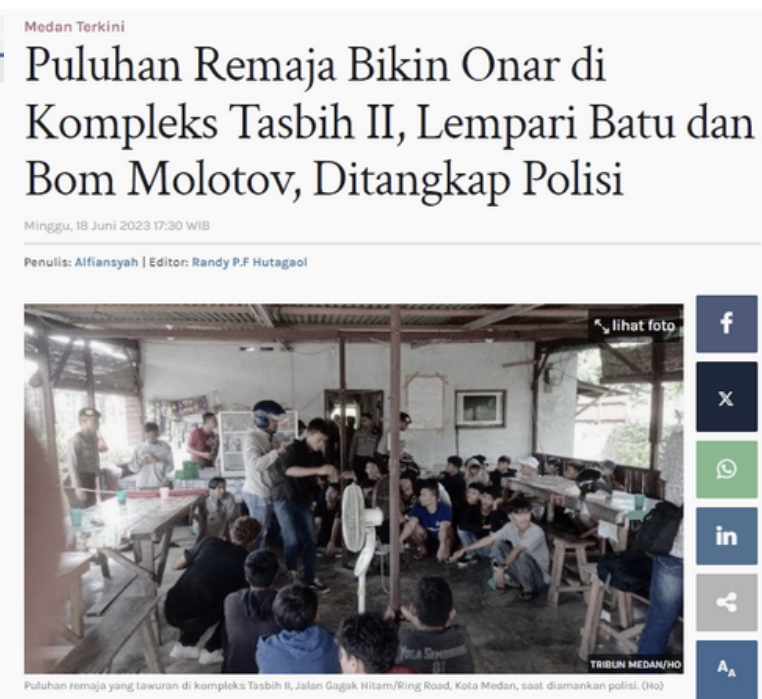 Medan Terkini
Puluhan Remaja Bikin Onar di
Kompleks Tasbih II, Lempari Batu dan
Bom Molotov, Ditangkap Polisi
Minggu, 18 Juni 2023 17:30 WIB
Penulis: Alfiansyah | Editor: Randy P.F Hutagaol
lihat foto
f
X
in
TRIBUN MEDAN/HO
AA
Puluhan remaja yang tawuran di kompleks Tasbih II, Jalan Gagak Hitam/Ring Road, Kota Medan, saat diamankan polisi. (Ho)